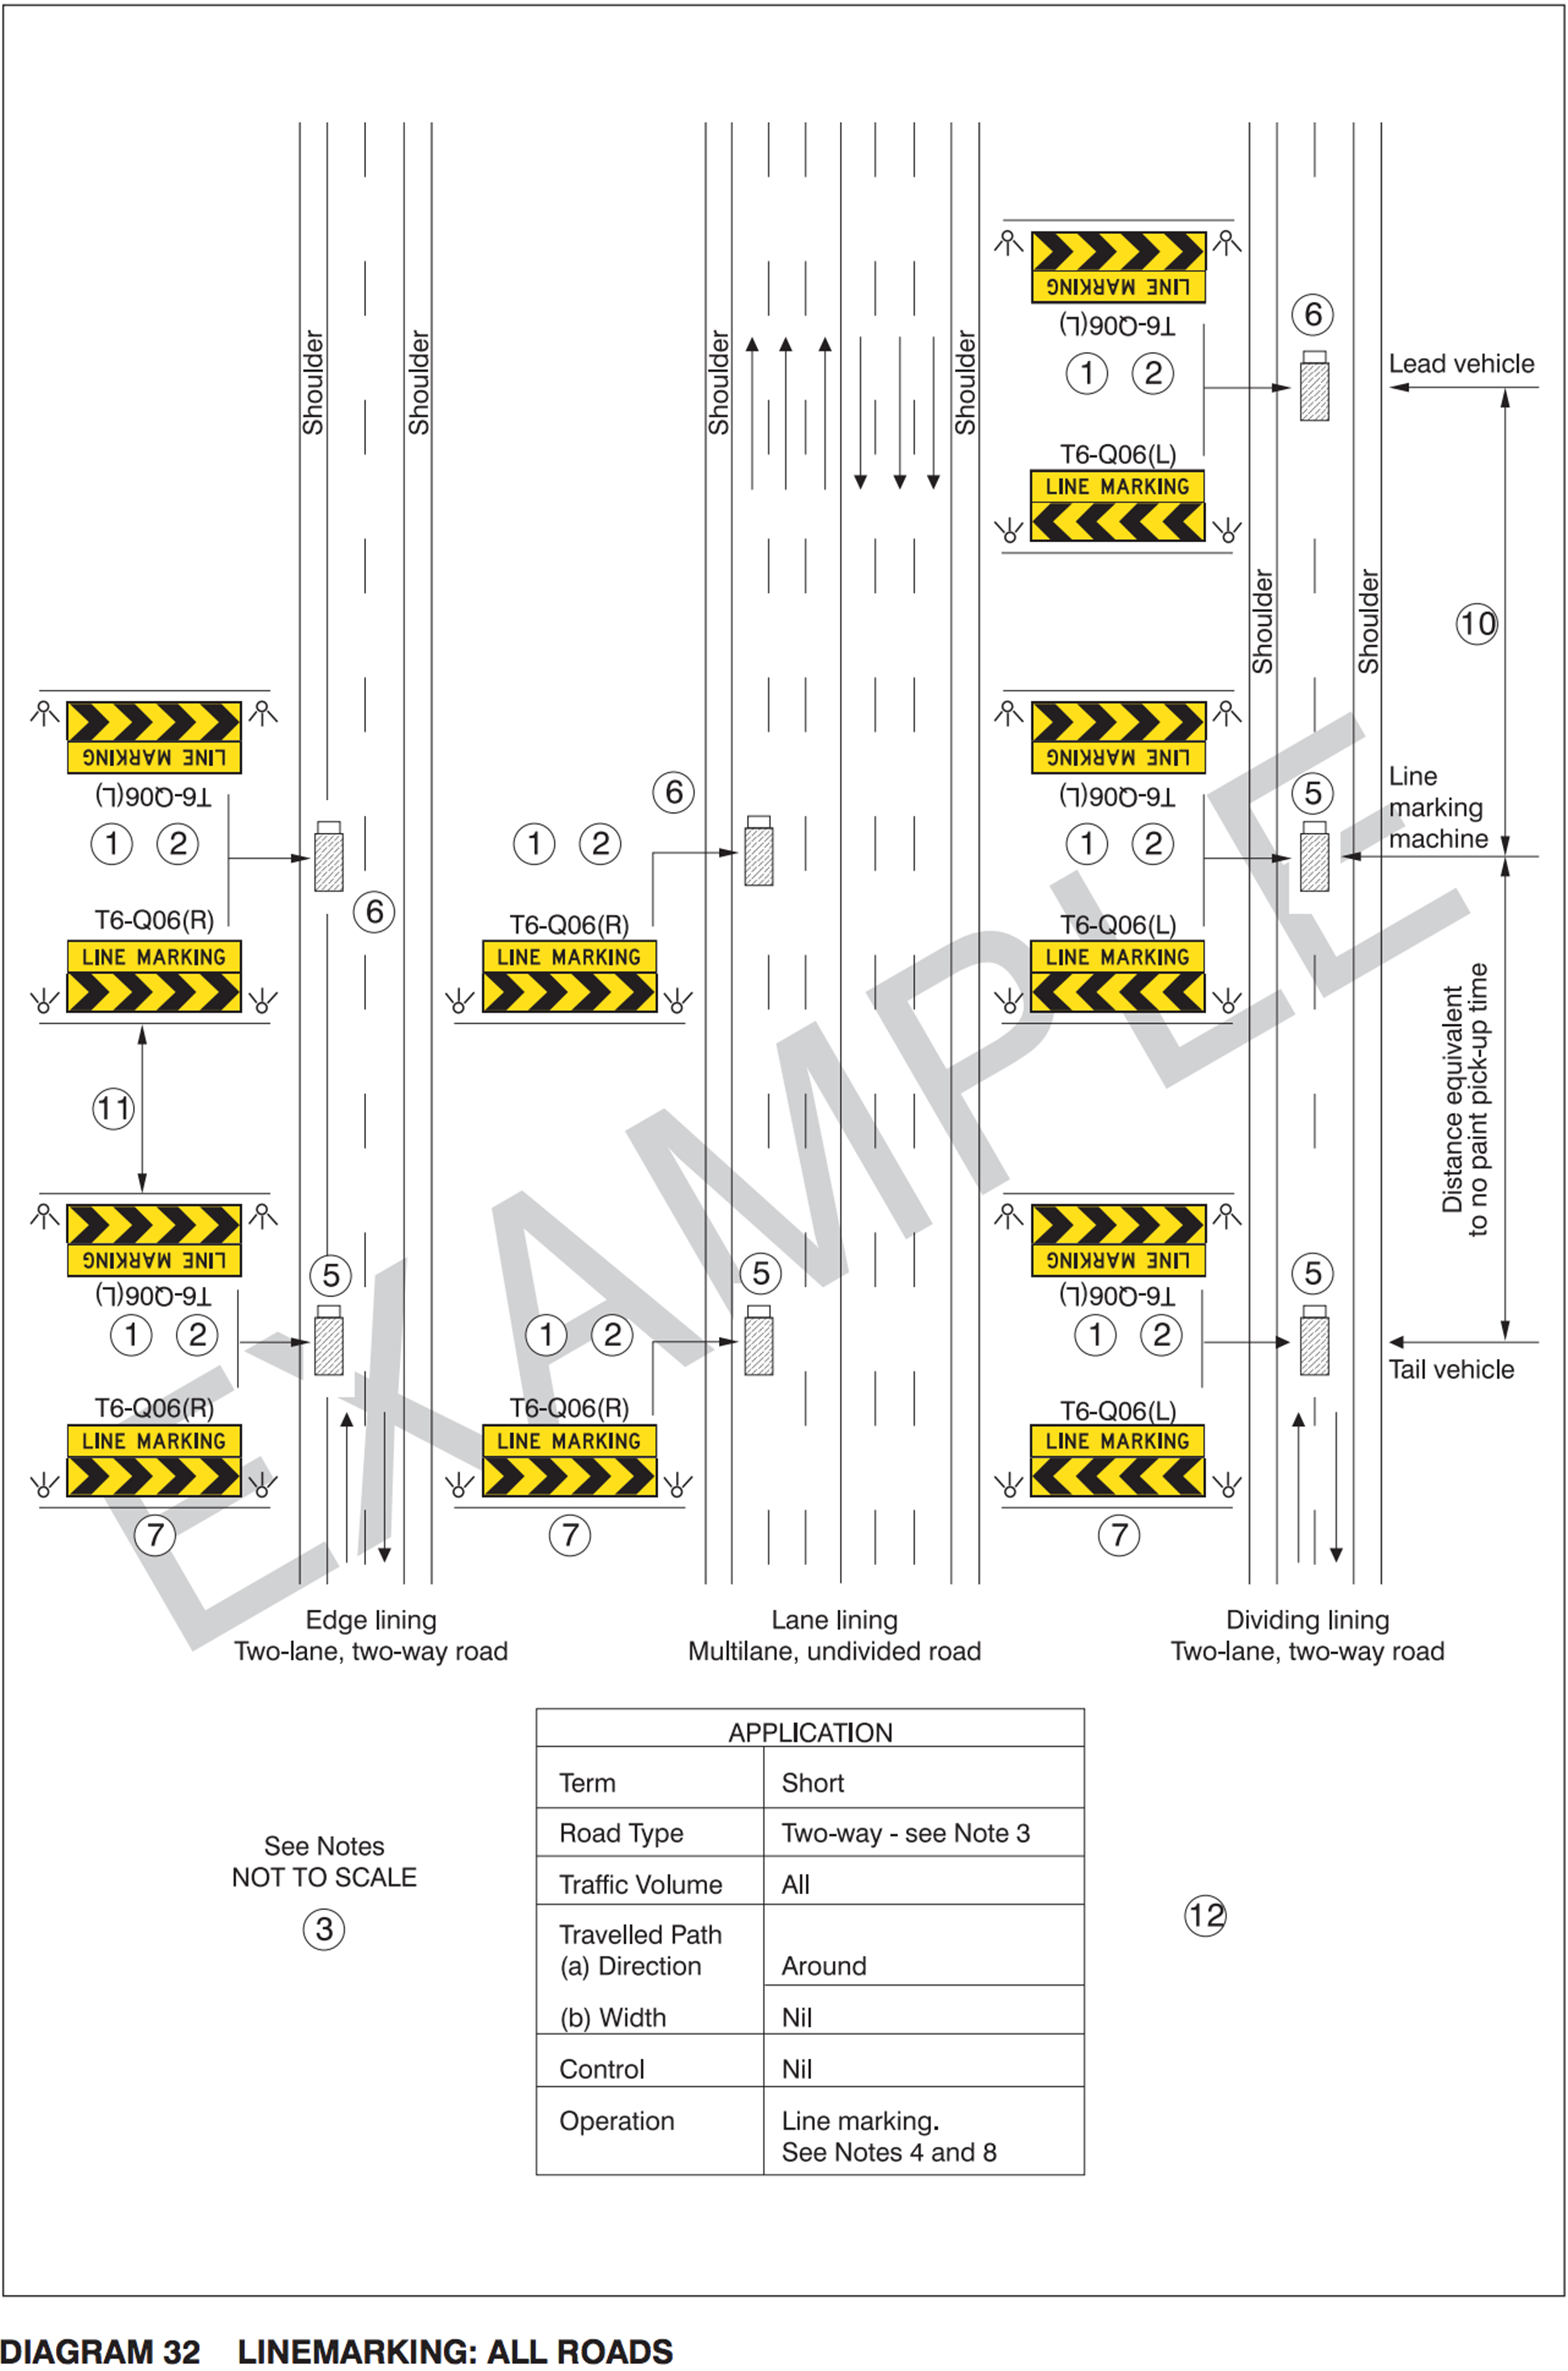 Shoulder
Shoulder
Shoulder
Shoulder
LINE MARKING
T6-Q06(L)
6
1 2
Lead vehicle
T6-Q06(L)
LINE MARKING
Shoulder
Shoulder
10
LINE MARKING
T6-Q06(L)
1 2
6
T6-Q06(R)
LINE MARKING
6
1 2
T6-Q06(R)
LINE MARKING
LINE MARKING
T6-Q06(L)
1 2
5
Line
marking
machine
T6-Q06(L)
LINE MARKING
Distance equivalent
to no paint pick-up time
11
LINE MARKING
T6-Q06(L)
1 2
5
T6-Q06(R)
LINE MARKING
7
5
1 2
T6-Q06(R)
LINE MARKING
7
LINE MARKING
T6-Q06(L)
1 2
5
Tail vehicle
T6-Q06(L)
LINE MARKING
7
EXAMPLE
Edge lining
Two-lane, two-way road
Lane lining
Multilane, undivided road
Dividing lining
Two-lane, two-way road
See Notes
NOT TO SCALE
3
APPLICATION
Term Short
Road Type Two-way - see Note 3
Traffic Volume All
Travelled Path
(a) Direction Around
(b) Width Nil
Control Nil
Operation Line marking.
See Notes 4 and 8
12
DIAGRAM 32 LINEMARKING: ALL ROADS